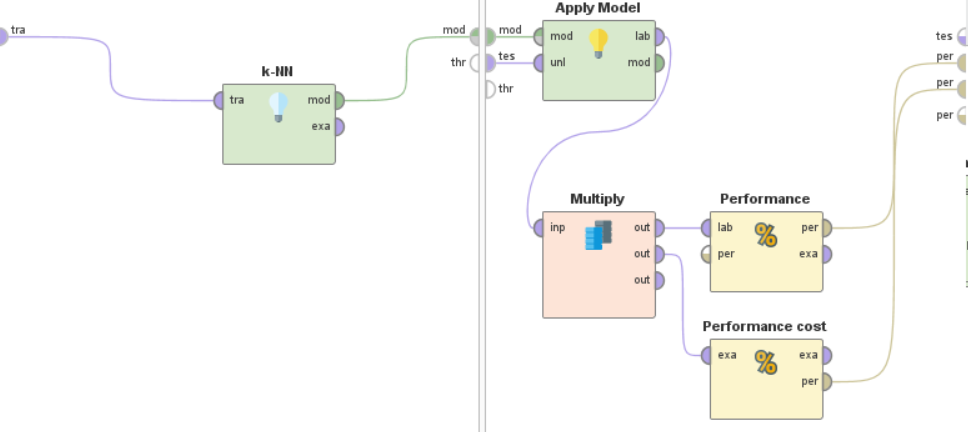 tra
k-NN
tra
mod
exa
mod
thr
mod
tes
thr
Apply Model
mod
lab
unl
mod
Multiply
inp
out
out
out
Performance
lab
per
per
exa
Performance cost
exa
exa
per
tes
per
per
per